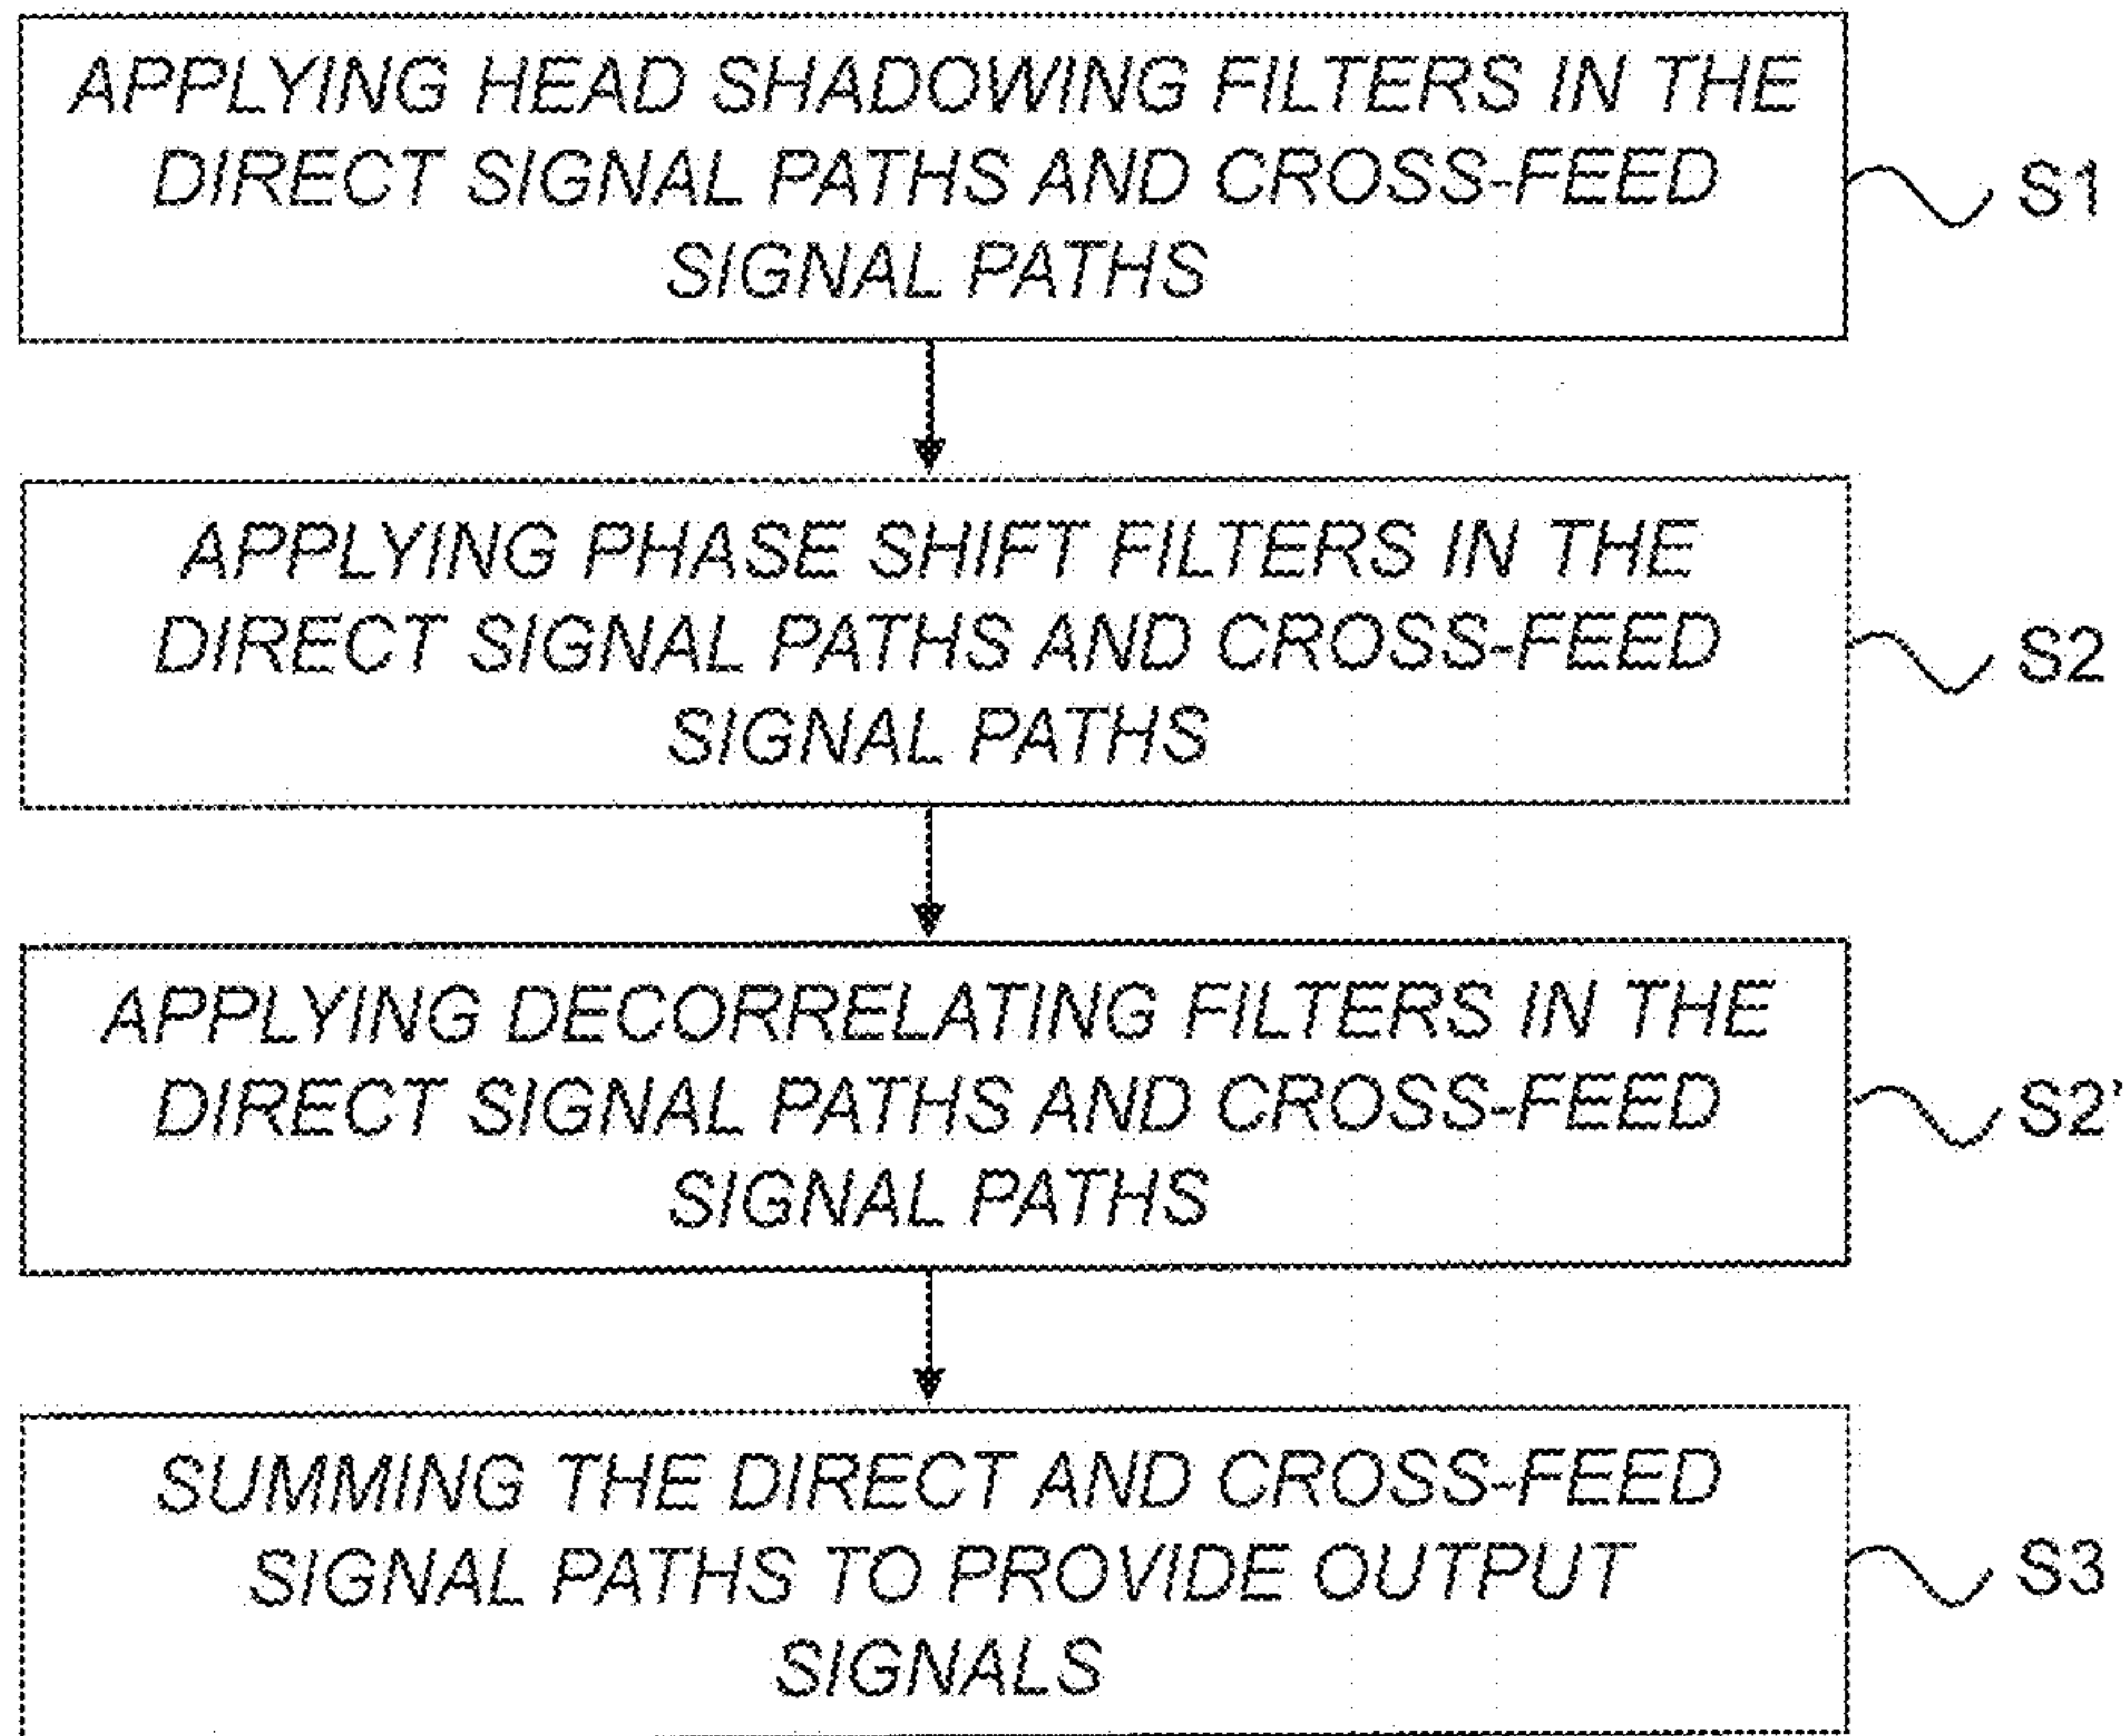 APPLYING HEAD SHADOWING FILTERS IN THE
DIRECT SIGNAL PATHS AND CROSS-FEED
SIGNAL PATHS
S1
APPLYING PHASE SHIFT FILTERS IN THE
DIRECT SIGNAL PATHS AND CROSS-FEED
SIGNAL PATHS
S2
APPLYING DECORRELATING FILTERS IN THE
DIRECT SIGNAL PATHS AND CROSS-FEED
SIGNAL PATHS
S2'
SUMMING THE DIRECT AND CROSS-FEED
SIGNAL PATHS TO PROVIDE OUTPUT
SIGNALS
S3